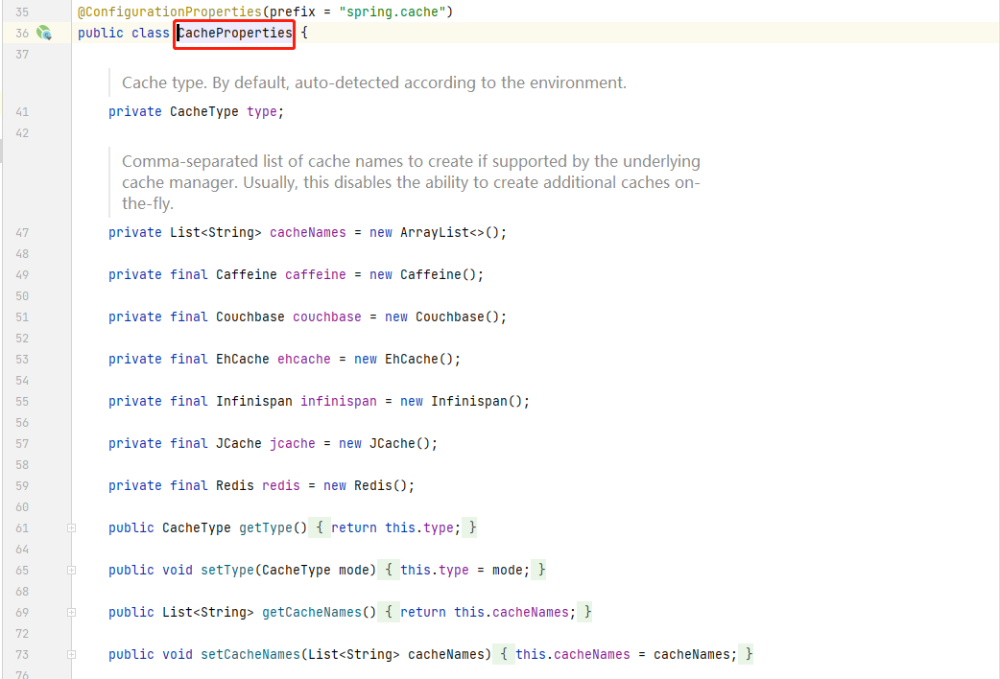 35 @ConfigurationProperties(prefix = "spring.cache")
36 public class CacheProperties {
37
Cache type. By default, auto-detected according to the environment.
41 private CacheType type;
42
Comma-separated list of cache names to create if supported by the underlying
cache manager. Usually, this disables the ability to create additional caches on-
the-fly.
47 private List<String> cacheNames = new ArrayList<>();
48
49 private final Caffeine caffeine = new Caffeine();
50
51 private final Couchbase couchbase = new Couchbase();
52
53 private final EhCache ehcache = new EhCache();
54
55 private final Infinispan infinispan = new Infinispan();
56
57 private final JCache jcache = new JCache();
58
59 private final Redis redis = new Redis();
60
61 public CacheType getType() { return this.type; }
64
65 public void setType(CacheType mode) { this.type = mode; }
68
69 public List<String> getCacheNames() { return this.cacheNames; }
72
73 public void setCacheNames(List<String> cacheNames) { this.cacheNames = cacheNames; }
76